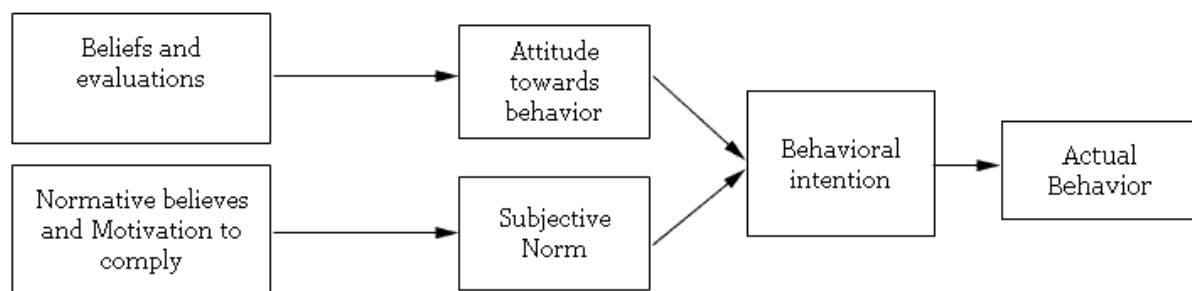 Beliefs and
evaluations
Attitude
towards
behavior
Normative believes
and Motivation to
comply
Subjective
Norm
Behavioral
intention
Actual
Behavior